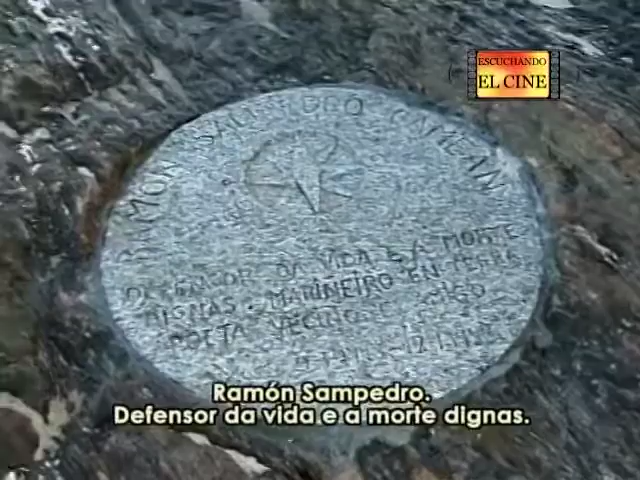 ESCUCHANDO
EL CINE
RAMÓN SAMPEDRO CAMEAN
DEFENSOR DA VIDA E A MORTE
DIGNAS. MARIÑEIRO EN TERRA
POETA VECIÑO E AMIGO
Ramón Sampedro.
Defensor da vida e a morte dignas.